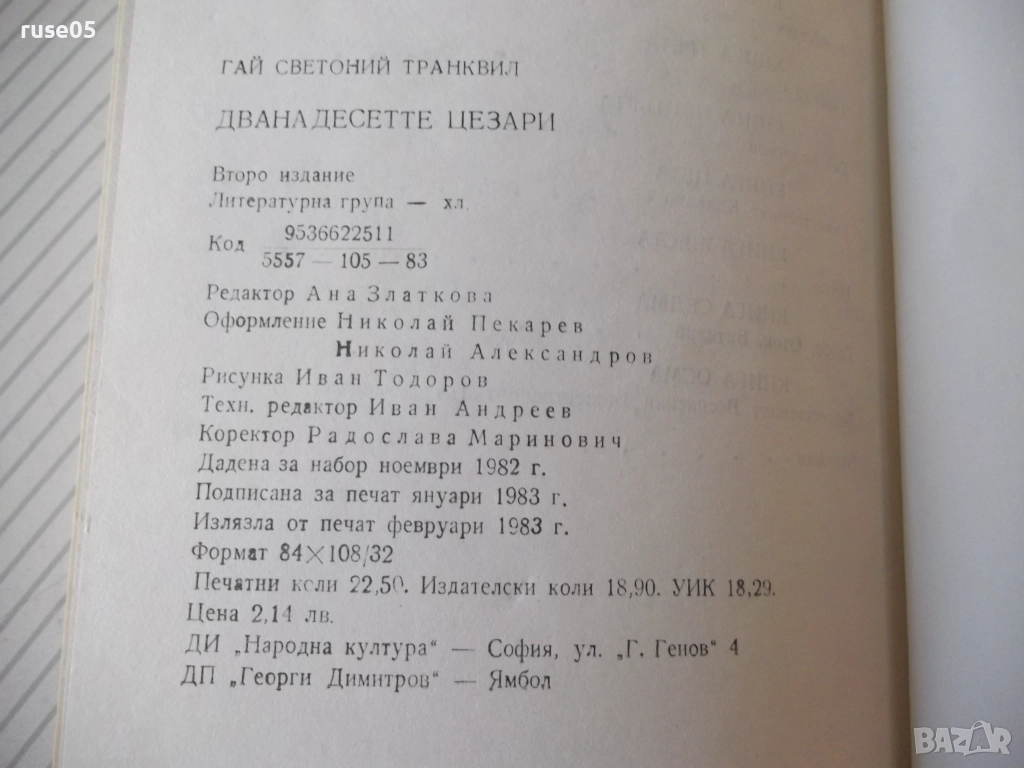 ruse05
ГАЙ СВЕТОНИЙ ТРАНКВИЛ
ДВАНАДЕСЕТТЕ ЦЕЗАРИ
Второ издание
Литературна група — хл.
Код 9536622511
5557 — 105 — 83
Редактор Ана Златкова
Оформление Николай Пекарев
Николай Александров
Рисунка Иван Тодоров
Техн. редактор Иван Андреев
Коректор Радослава Маринович
Дадена за набор ноември 1982 г.
Подписана за печат януари 1983 г.
Излязла от печат февруари 1983 г.
Формат 84×108/32
Печатни коли 22,50. Издателски коли 18,90. УИК 18,29.
Цена 2,14 лв.
ДИ „Народна култура“ — София, ул. „Г. Генов“ 4
ДП „Георги Димитров“ — Ямбол
BAZAR